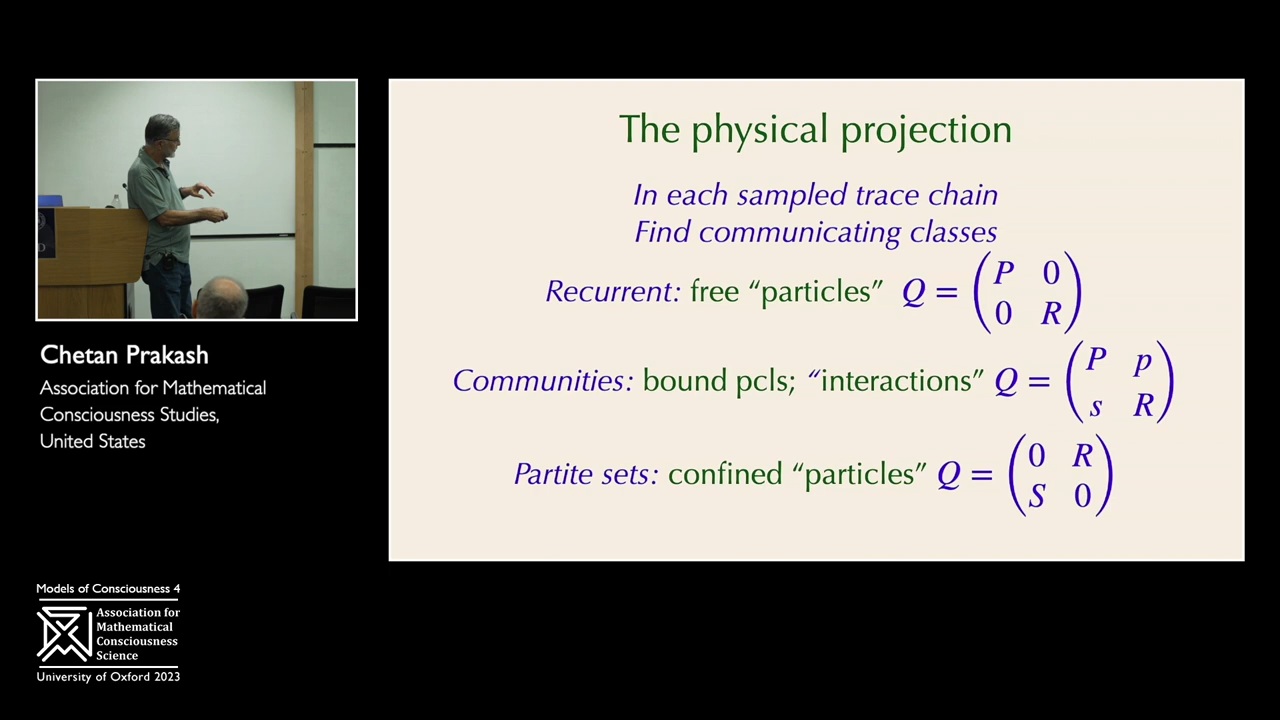 The physical projection
In each sampled trace chain
Find communicating classes
Recurrent: free “particles” Q = (P 0
0 R)
Communities: bound pcls; “interactions” Q = (P p
s R)
Partite sets: confined “particles” Q = (0 R
S 0)
Chetan Prakash
Association for Mathematical
Consciousness Studies,
United States
Models of Consciousness 4
Association for
Mathematical
Consciousness
Science
University of Oxford 2023